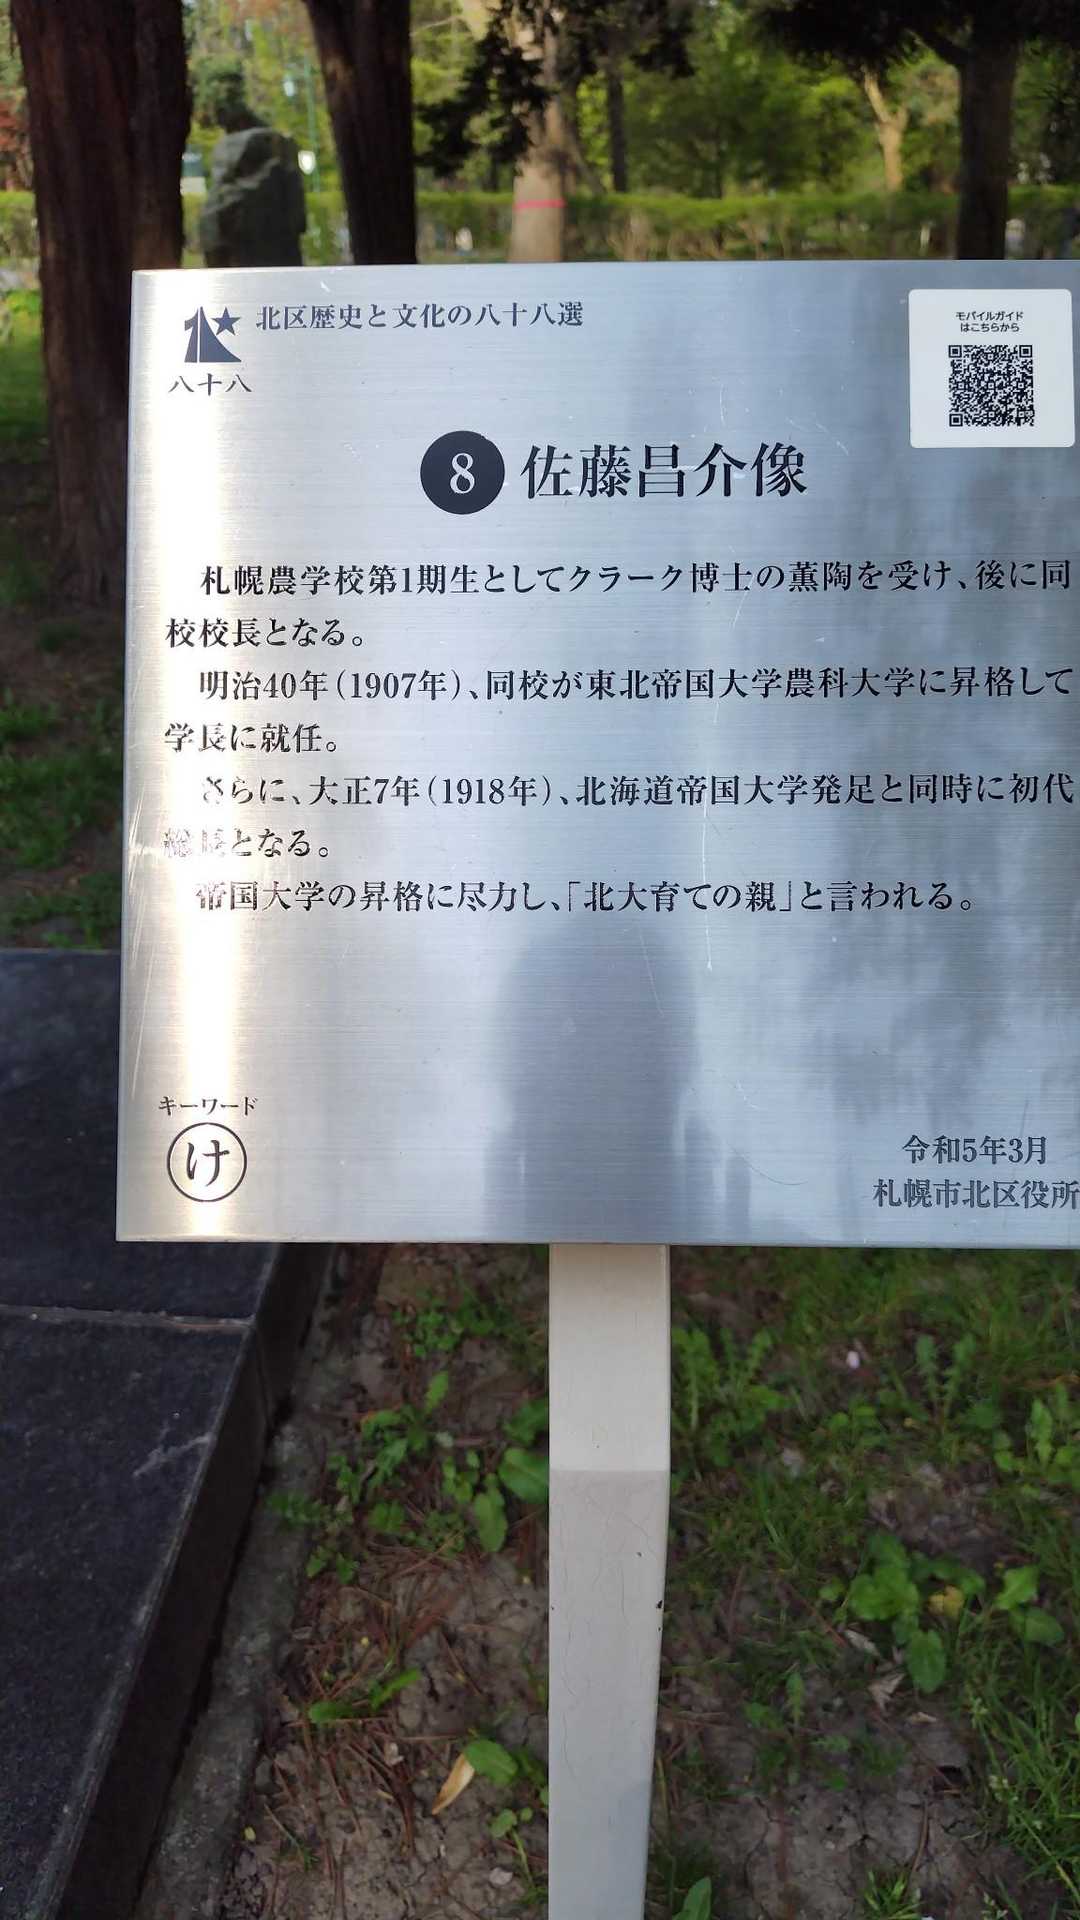 北区歴史と文化の八十八選
八十八
モバイルガイド
はこちらから
8 佐藤昌介像
札幌農学校第1期生としてクラーク博士の薫陶を受け、後に同
校校長となる。
明治40年（1907年）、同校が東北帝国大学農科大学に昇格して
学長に就任。
さらに、大正7年（1918年）、北海道帝国大学発足と同時に初代
総長となる。
帝国大学の昇格に尽力し、「北大育ての親」と言われる。
キーワード
け
令和5年3月
札幌市北区役所